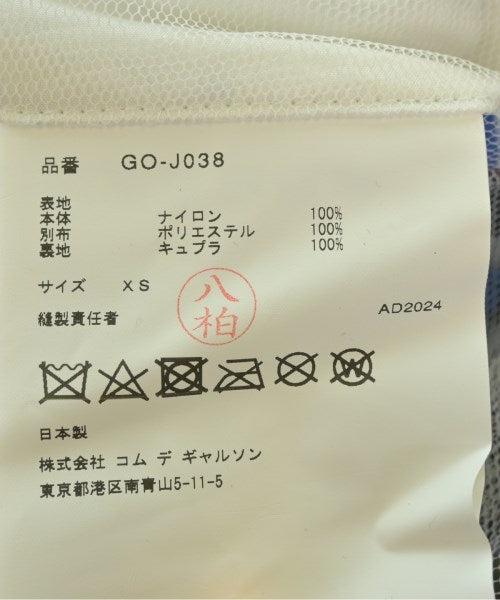 品番 GO-J038
表地
本体 ナイロン 100%
別布 ポリエステル 100%
裏地 キュプラ 100%
サイズ XS
八柏
縫製責任者
AD2024
W
日本製
株式会社 コム デ ギャルソン
東京都港区南青山5-11-5